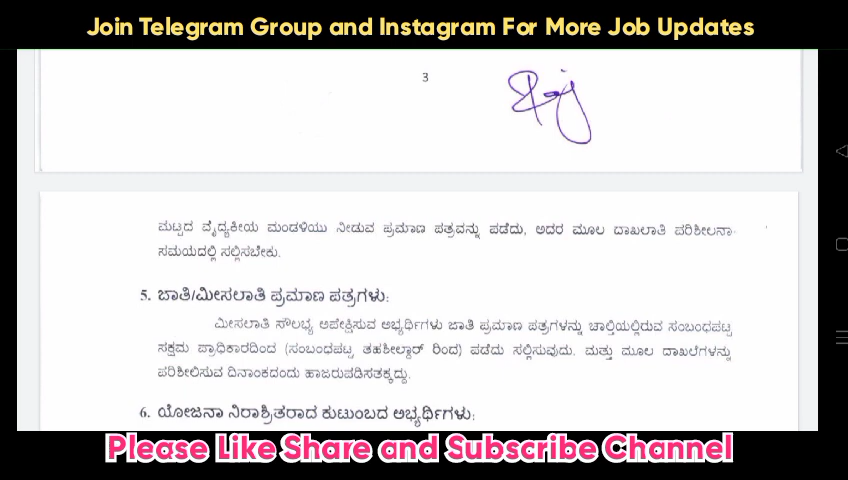 Join Telegram Group and Instagram For More Job Updates
3
ಮಟ್ಟದ ವೈದ್ಯಕೀಯ ಮಂಡಳಿಯು ನೀಡುವ ಪ್ರಮಾಣ ಪತ್ರವನ್ನು ಪಡೆದು, ಅದರ ಮೂಲ ದಾಖಲಾತಿ ಪರಿಶೀಲನಾ
ಸಮಯದಲ್ಲಿ ಸಲ್ಲಿಸಬೇಕು.
5. ಜಾತಿ/ಮೀಸಲಾತಿ ಪ್ರಮಾಣ ಪತ್ರಗಳು:
ಮೀಸಲಾತಿ ಸೌಲಭ್ಯ ಅಪೇಕ್ಷಿಸುವ ಅಭ್ಯರ್ಥಿಗಳು ಜಾತಿ ಪ್ರಮಾಣ ಪತ್ರಗಳನ್ನು ಚಾಲ್ತಿಯಲ್ಲಿರುವ ಸಂಬಂಧಪಟ್ಟ
ಸಕ್ಷಮ ಪ್ರಾಧಿಕಾರದಿಂದ (ಸಂಬಂಧಪಟ್ಟ ತಹಶೀಲ್ದಾರ್ ರಿಂದ) ಪಡೆದು ಸಲ್ಲಿಸುವುದು. ಮತ್ತು ಮೂಲ ದಾಖಲೆಗಳನ್ನು
ಪರಿಶೀಲಿಸುವ ದಿನಾಂಕದಂದು ಹಾಜರುಪಡಿಸತಕ್ಕದ್ದು.
6. ಯೋಜನಾ ನಿರಾಶ್ರಿತರಾದ ಕುಟುಂಬದ ಅಭ್ಯರ್ಥಿಗಳು:
Please Like Share and Subscribe Channel